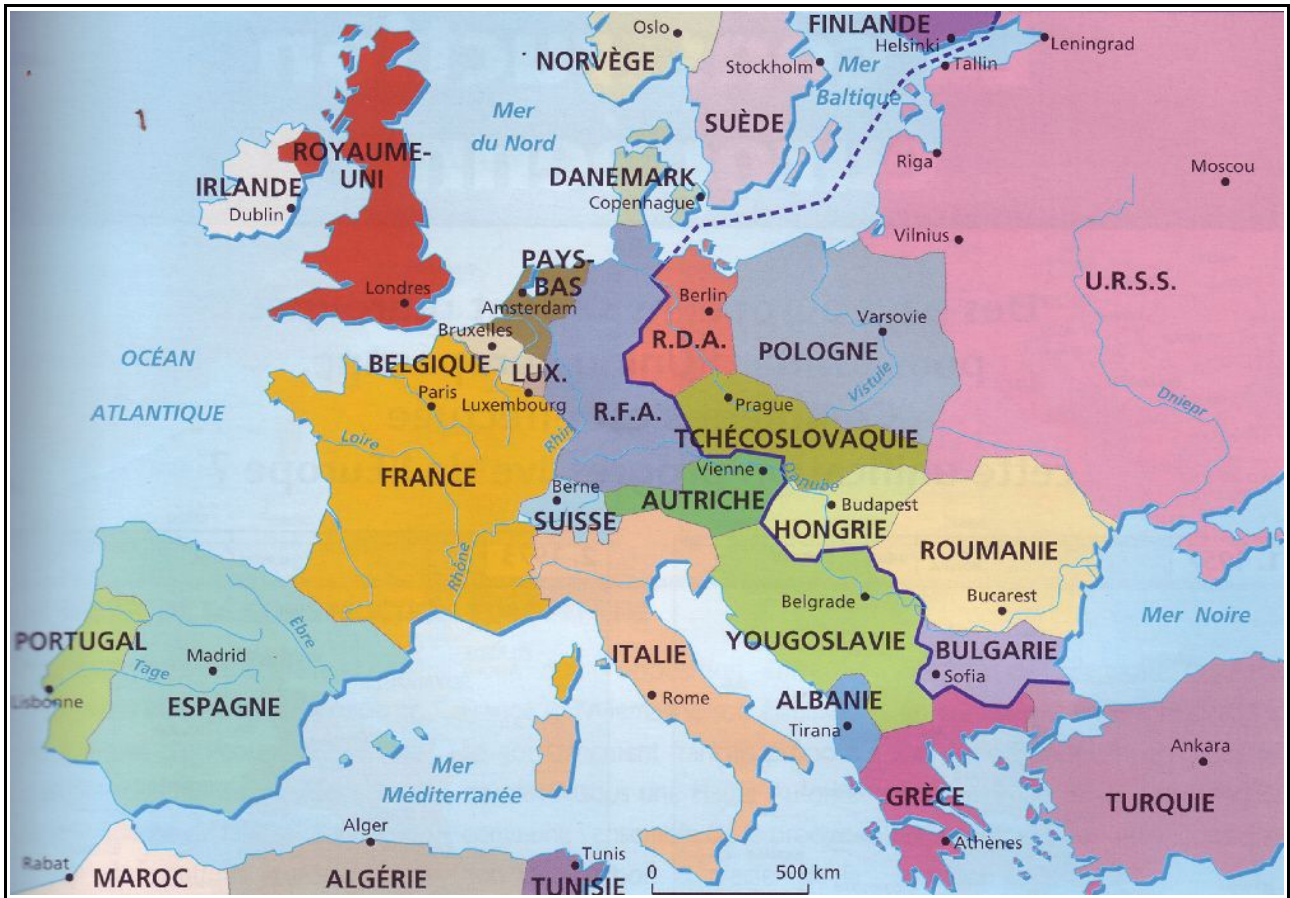 FINLANDE
Oslo
Helsinki
Leningrad
NORVÈGE
Stockholm
Mer
Baltique
Tallin
Mer
du Nord
SUÈDE
ROYAUME-
UNI
Riga
Moscou
IRLANDE
Dublin
DANEMARK
Copenhague
Vilnius
PAYS-
BAS
Amsterdam
Londres
Berlin
U.R.S.S.
Bruxelles
R.D.A.
Varsovie
POLOGNE
OCÉAN
ATLANTIQUE
BELGIQUE
LUX.
Paris
Luxembourg
R.F.A.
Prague
Vistule
Dniepr
Loire
Rhin
TCHÉCOSLOVAQUIE
FRANCE
Vienne
Danube
Berne
AUTRICHE
Budapest
SUISSE
HONGRIE
ROUMANIE
Rhône
Belgrade
Bucarest
Mer Noire
Èbre
PORTUGAL
Madrid
ITALIE
YOUGOSLAVIE
BULGARIE
Tage
Sofia
Lisbonne
ESPAGNE
Rome
ALBANIE
Tirana
Ankara
Mer
Méditerranée
GRÈCE
TURQUIE
Alger
Athènes
Rabat
Tunis
MAROC
ALGÉRIE
TUNISIE
0 500 km